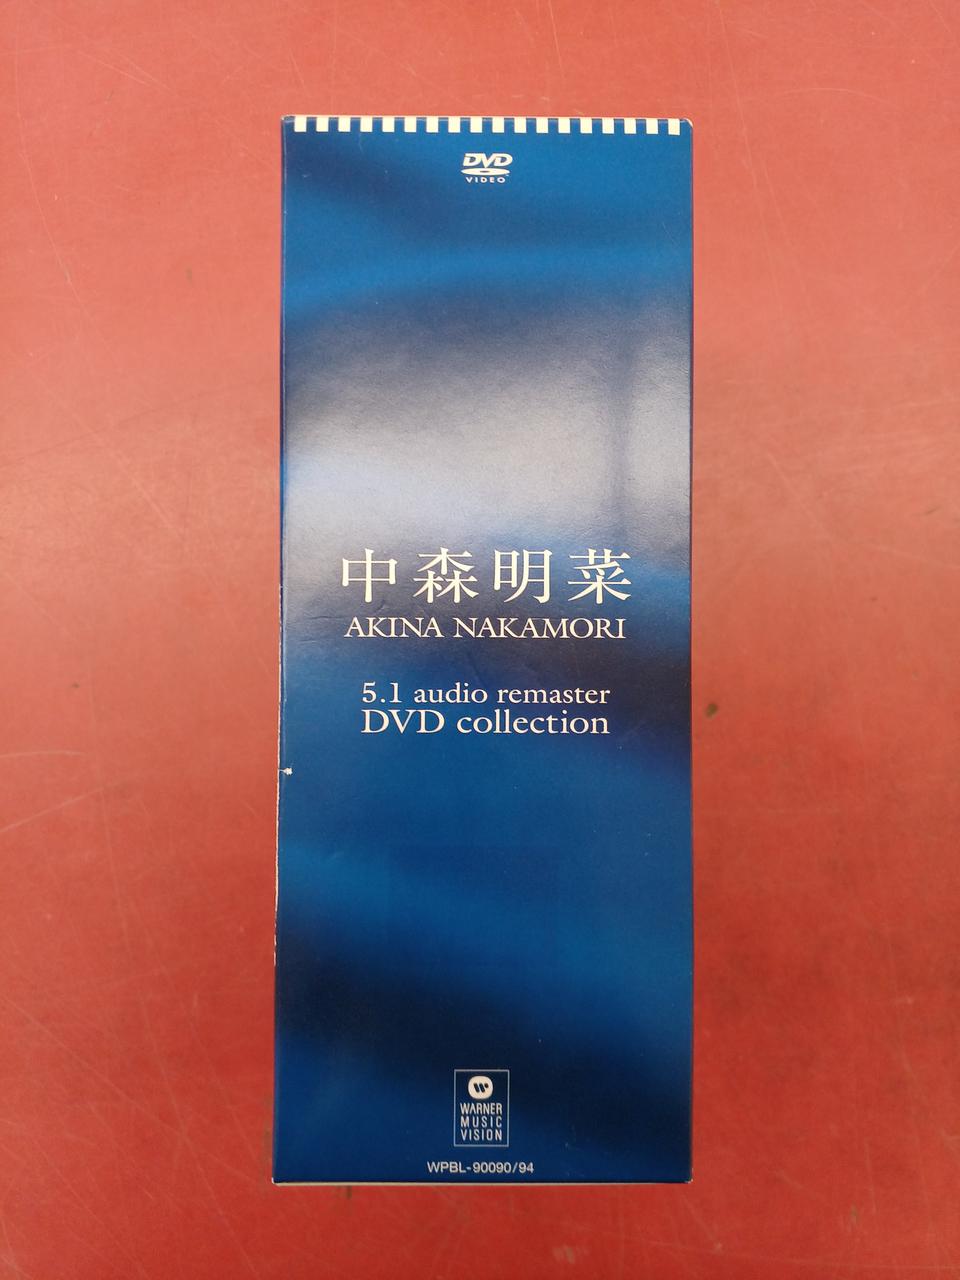 DVD
VIDEO
中森明菜
AKINA NAKAMORI
5.1 audio remaster
DVD collection
WARNER
MUSIC
VISION
WPBL-90090/94